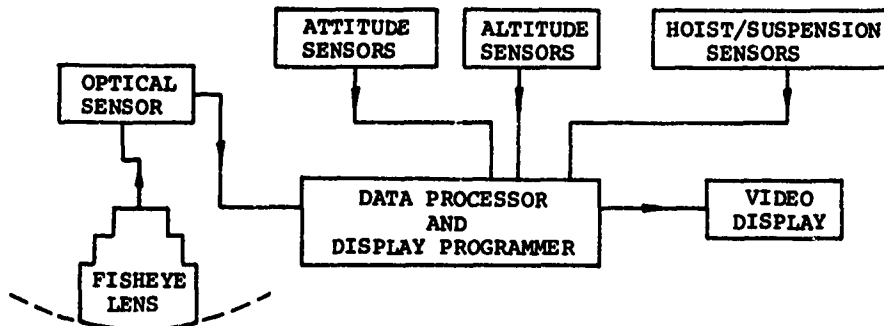 ATTITUDE
SENSORS
ALTITUDE
SENSORS
HOIST/SUSPENSION
SENSORS
OPTICAL
SENSOR
DATA PROCESSOR
AND
DISPLAY PROGRAMMER
VIDEO
DISPLAY
FISHEYE
LENS